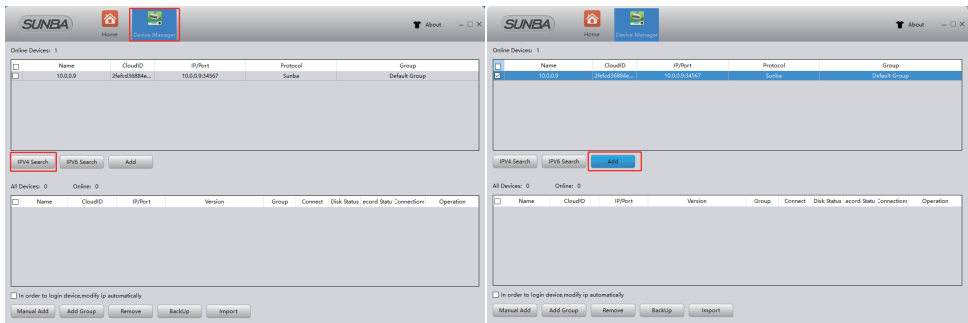 SUNBA
Home
Device Manager
About
Online Devices: 1
Name CloudID IP/Port Protocol Group
10.0.0.9 2fefcd36884e... 10.0.0.9:34567 Sunba Default Group
IPV4 Search IPV6 Search Add
All Devices: 0 Online: 0
Name CloudID IP/Port Version Group Connect Disk Status ecord Statu Connections Operation
In order to login device,modify ip automatically
Manual Add Add Group Remove BackUp Import
SUNBA
Home
Device Manager
About
Online Devices: 1
Name CloudID IP/Port Protocol Group
10.0.0.9 2fefcd36884e... 10.0.0.9:34567 Sunba Default Group
IPV4 Search IPV6 Search Add
All Devices: 0 Online: 0
Name CloudID IP/Port Version Group Connect Disk Status ecord Statu Connections Operation
In order to login device,modify ip automatically
Manual Add Add Group Remove BackUp Import